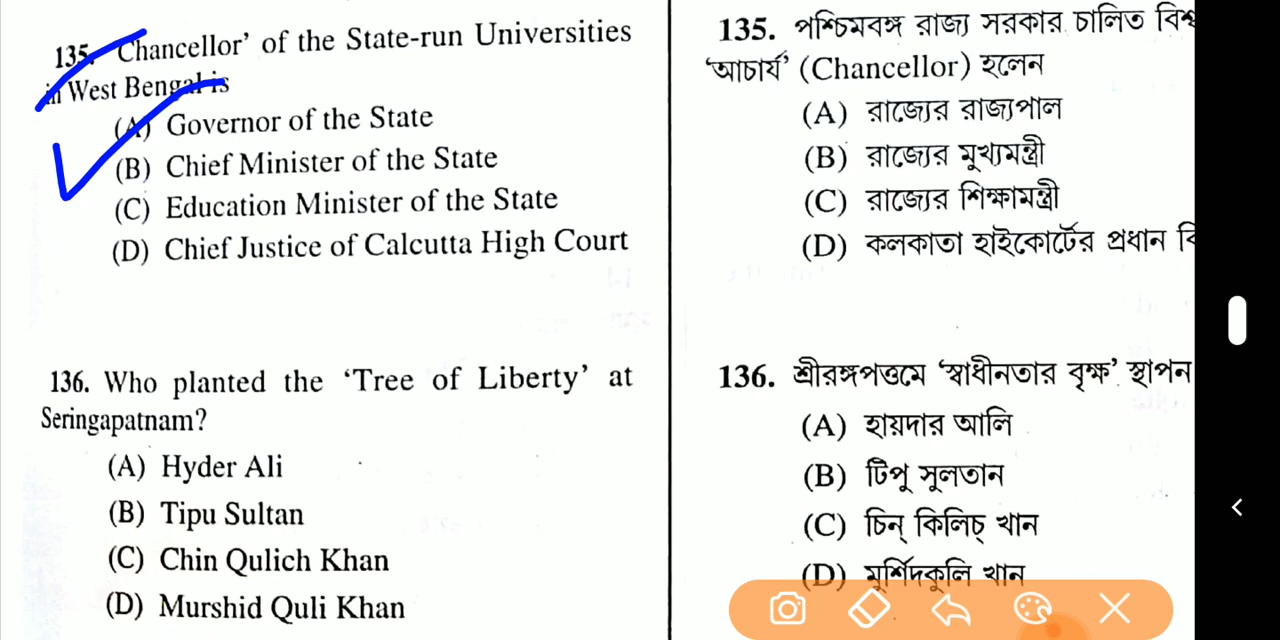 135. 'Chancellor' of the State-run Universities
in West Bengal is
(A) Governor of the State
(B) Chief Minister of the State
(C) Education Minister of the State
(D) Chief Justice of Calcutta High Court
136. Who planted the 'Tree of Liberty' at
Seringapatnam?
(A) Hyder Ali
(B) Tipu Sultan
(C) Chin Qulich Khan
(D) Murshid Quli Khan
135. পশ্চিমবঙ্গ রাজ্য সরকার চালিত
'আচার্য' (Chancellor) হলেন
(A) রাজ্যের রাজ্যপাল
(B) রাজ্যের মুখ্যমন্ত্রী
(C) রাজ্যের শিক্ষামন্ত্রী
(D) কলকাতা হাইকোর্টের প্রধান
136. শ্রীরঙ্গপত্তমে 'স্বাধীনতার বৃক্ষ' স্থাপন
(A) হায়দার আলি
(B) টিপু সুলতান
(C) চিন্ কিলিচ্ খান
(D) মুর্শিদকুলি খান